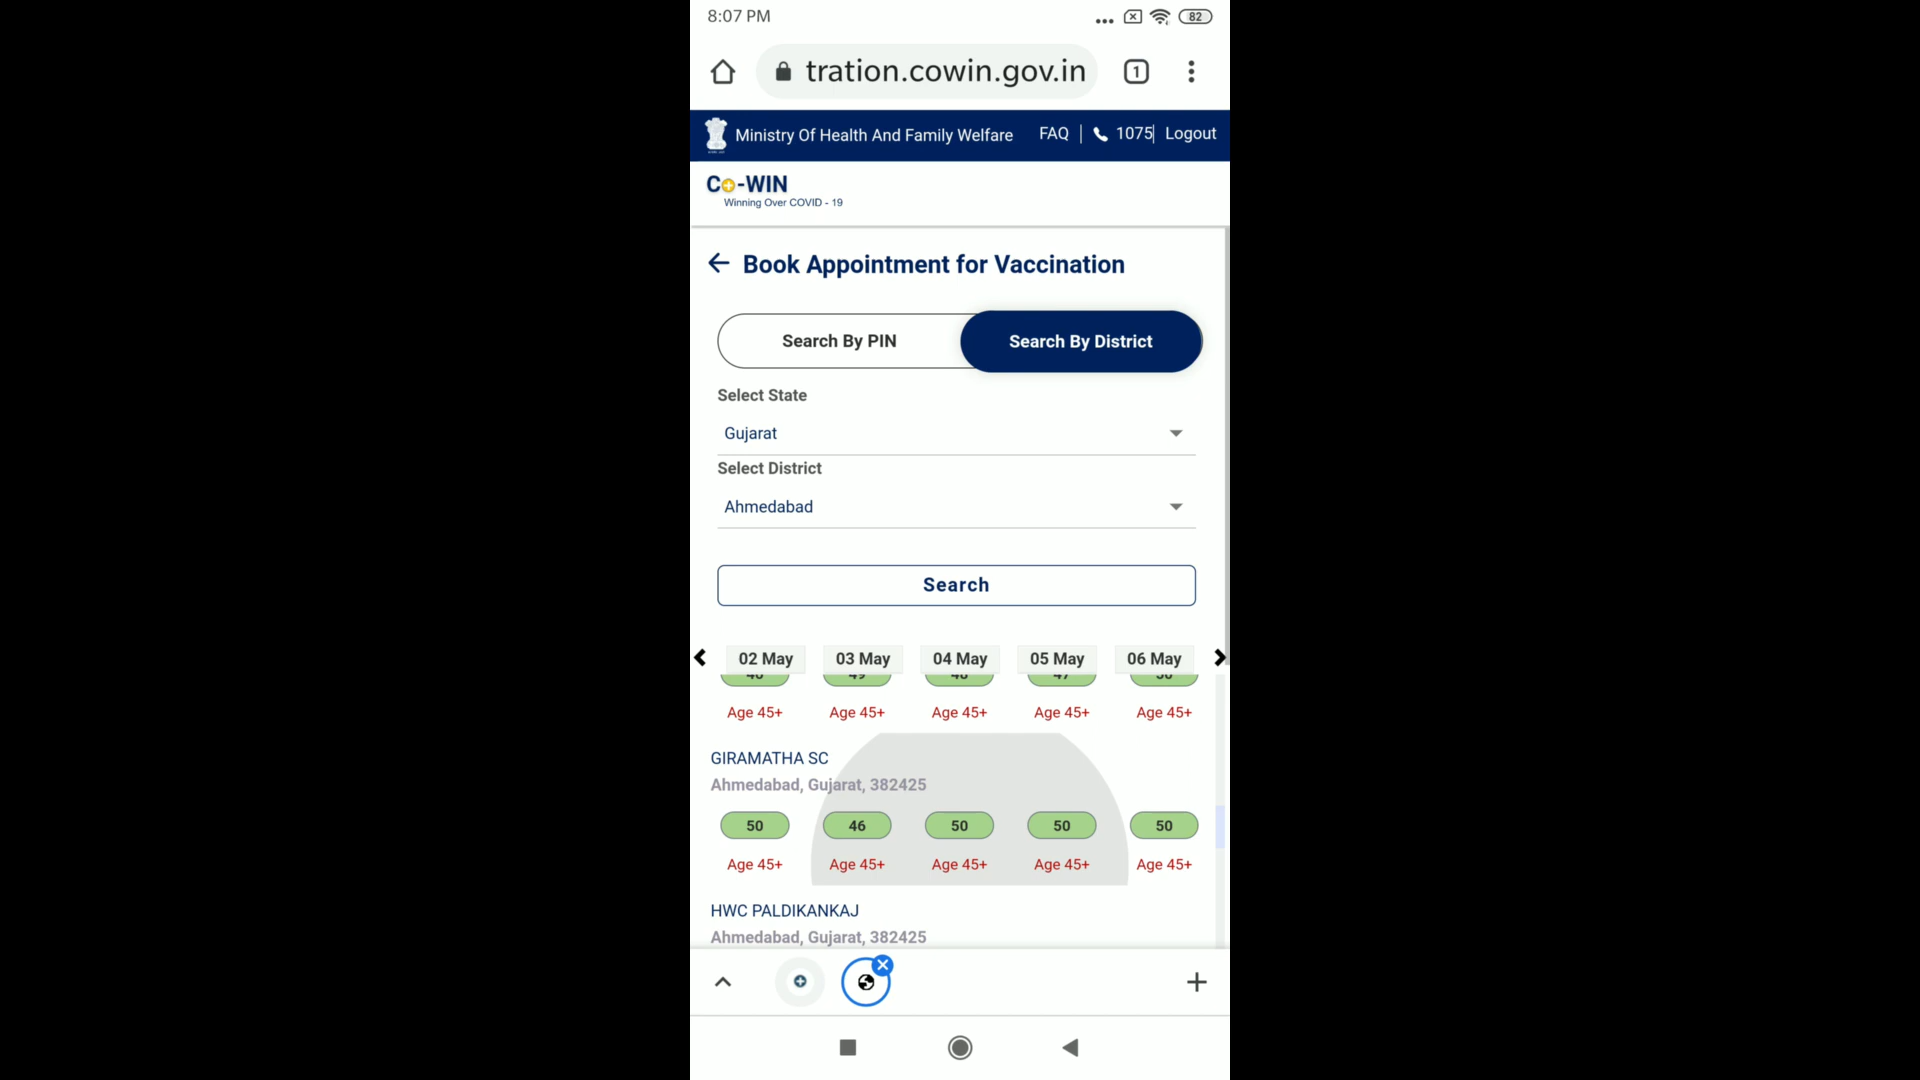 8:07 PM
82
tration.cowin.gov.in
1
Ministry Of Health And Family Welfare FAQ | 1075| Logout
Co-WIN
Winning Over COVID - 19
Book Appointment for Vaccination
Search By PIN Search By District
Select State
Gujarat
Select District
Ahmedabad
Search
02 May 03 May 04 May 05 May 06 May
Age 45+ Age 45+ Age 45+ Age 45+ Age 45+
GIRAMATHA SC
Ahmedabad, Gujarat, 382425
50 46 50 50 50
Age 45+ Age 45+ Age 45+ Age 45+ Age 45+
HWC PALDIKANKAJ
Ahmedabad, Gujarat, 382425